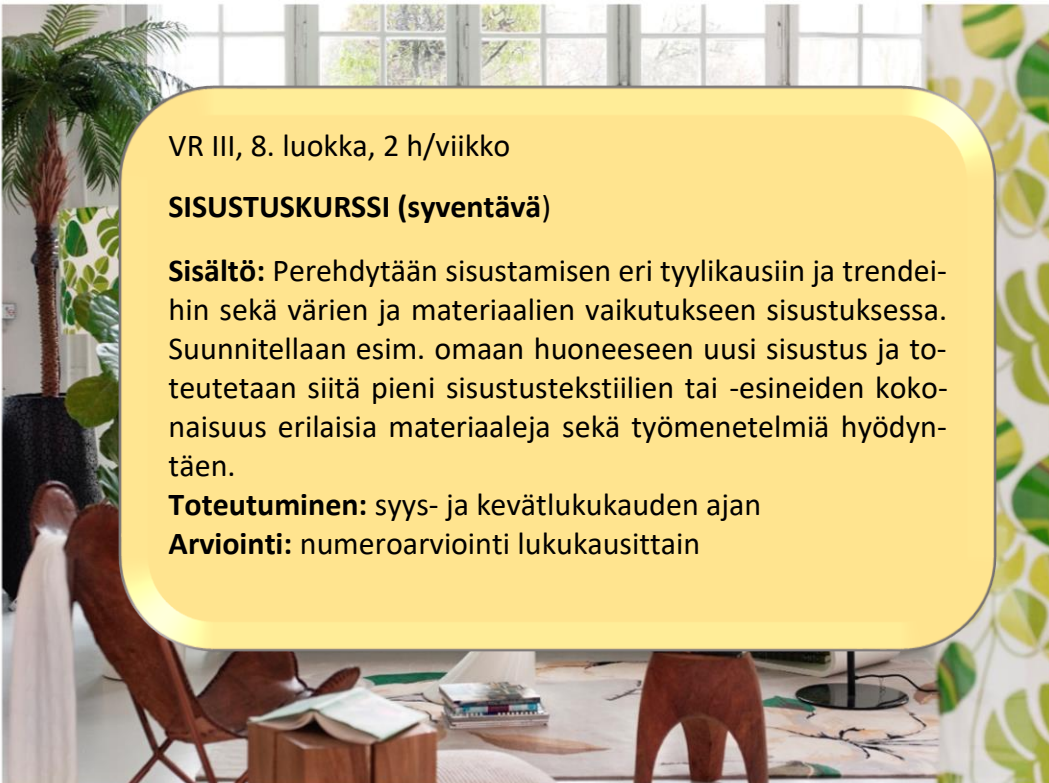 VR III, 8. luokka, 2 h/viikko
SISUSTUSKURSSI (syventävä)
Sisältö: Perehdytään sisustamisen eri tyylikausiin ja trendei-
hin sekä värien ja materiaalien vaikutukseen sisustuksessa.
Suunnitellaan esim. omaan huoneeseen uusi sisustus ja to-
teutetaan siitä pieni sisustustekstiilien tai -esineiden koko-
naisuus erilaisia materiaaleja sekä työmenetelmiä hyödyn-
täen.
Toteutuminen: syys- ja kevätlukukauden ajan
Arviointi: numeroarviointi lukukausittain